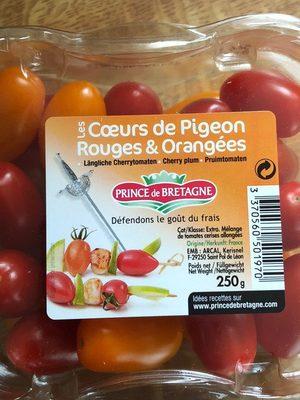 Les Cœurs de Pigeon
Rouges & Orangées
• Längliche Cherrytomaten • Cherry plum • Pruimtomaten
PRINCE de BRETAGNE
Défendons le goût du frais
Cat/Klasse: Extra. Mélange
de tomates cerises allongées
Origine/Herkunft: France
EMB: ARCAL, Kerisnel
F-29250 Saint Pol de Léon
Poids net / Füllgewicht
Net Weight / Nettogewicht
250 g
Idées recettes sur
www.princedebretagne.com
3 370560 501970